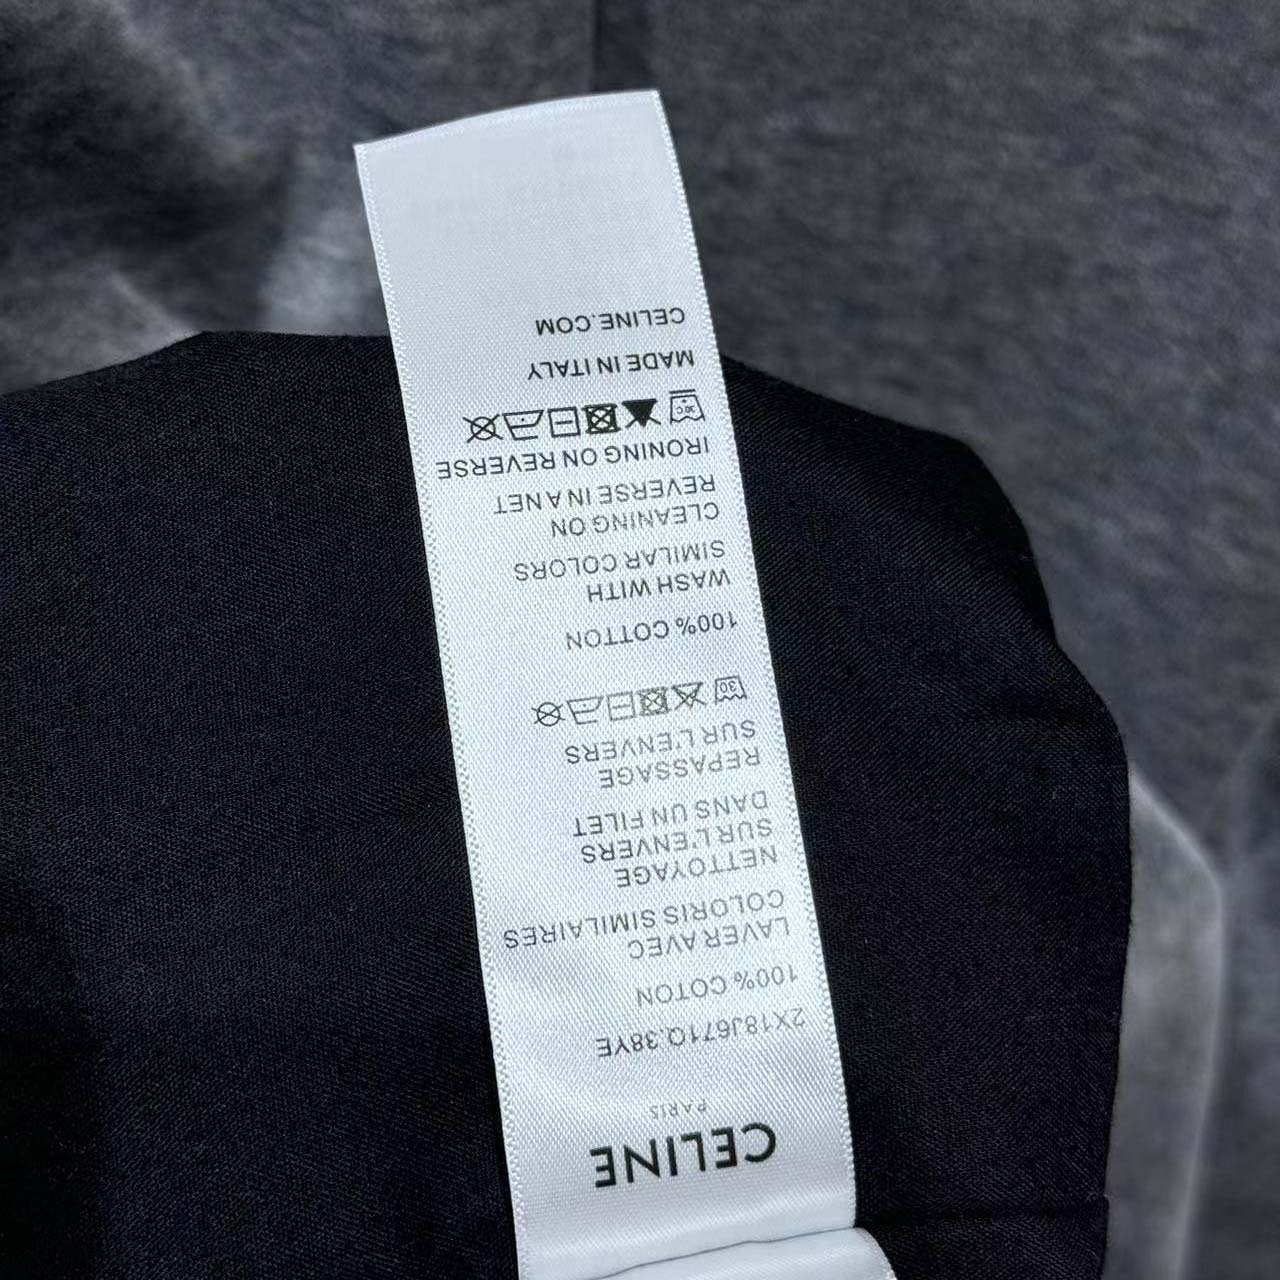 CELINE
PARIS
2X18J671Q.38YE
100% COTON
LAVER AVEC
COLORIS SIMILAIRES
NETTOYAGE
SUR L'ENVERS
DANS UN FILET
REPASSAGE
SUR L'ENVERS
30
100% COTTON
WASH WITH
SIMILAR COLORS
CLEANING ON
REVERSE IN A NET
IRONING ON REVERSE
30°C
MADE IN ITALY
CELINE.COM